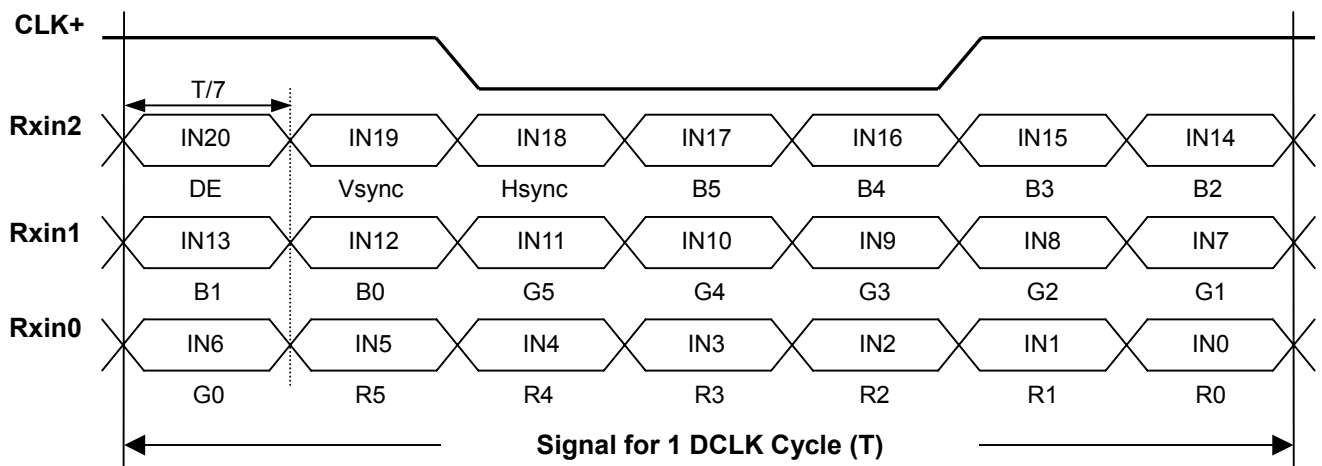 CLK+
T/7
Rxin2 IN20 IN19 IN18 IN17 IN16 IN15 IN14
DE Vsync Hsync B5 B4 B3 B2
Rxin1 IN13 IN12 IN11 IN10 IN9 IN8 IN7
B1 B0 G5 G4 G3 G2 G1
Rxin0 IN6 IN5 IN4 IN3 IN2 IN1 IN0
G0 R5 R4 R3 R2 R1 R0
Signal for 1 DCLK Cycle (T)